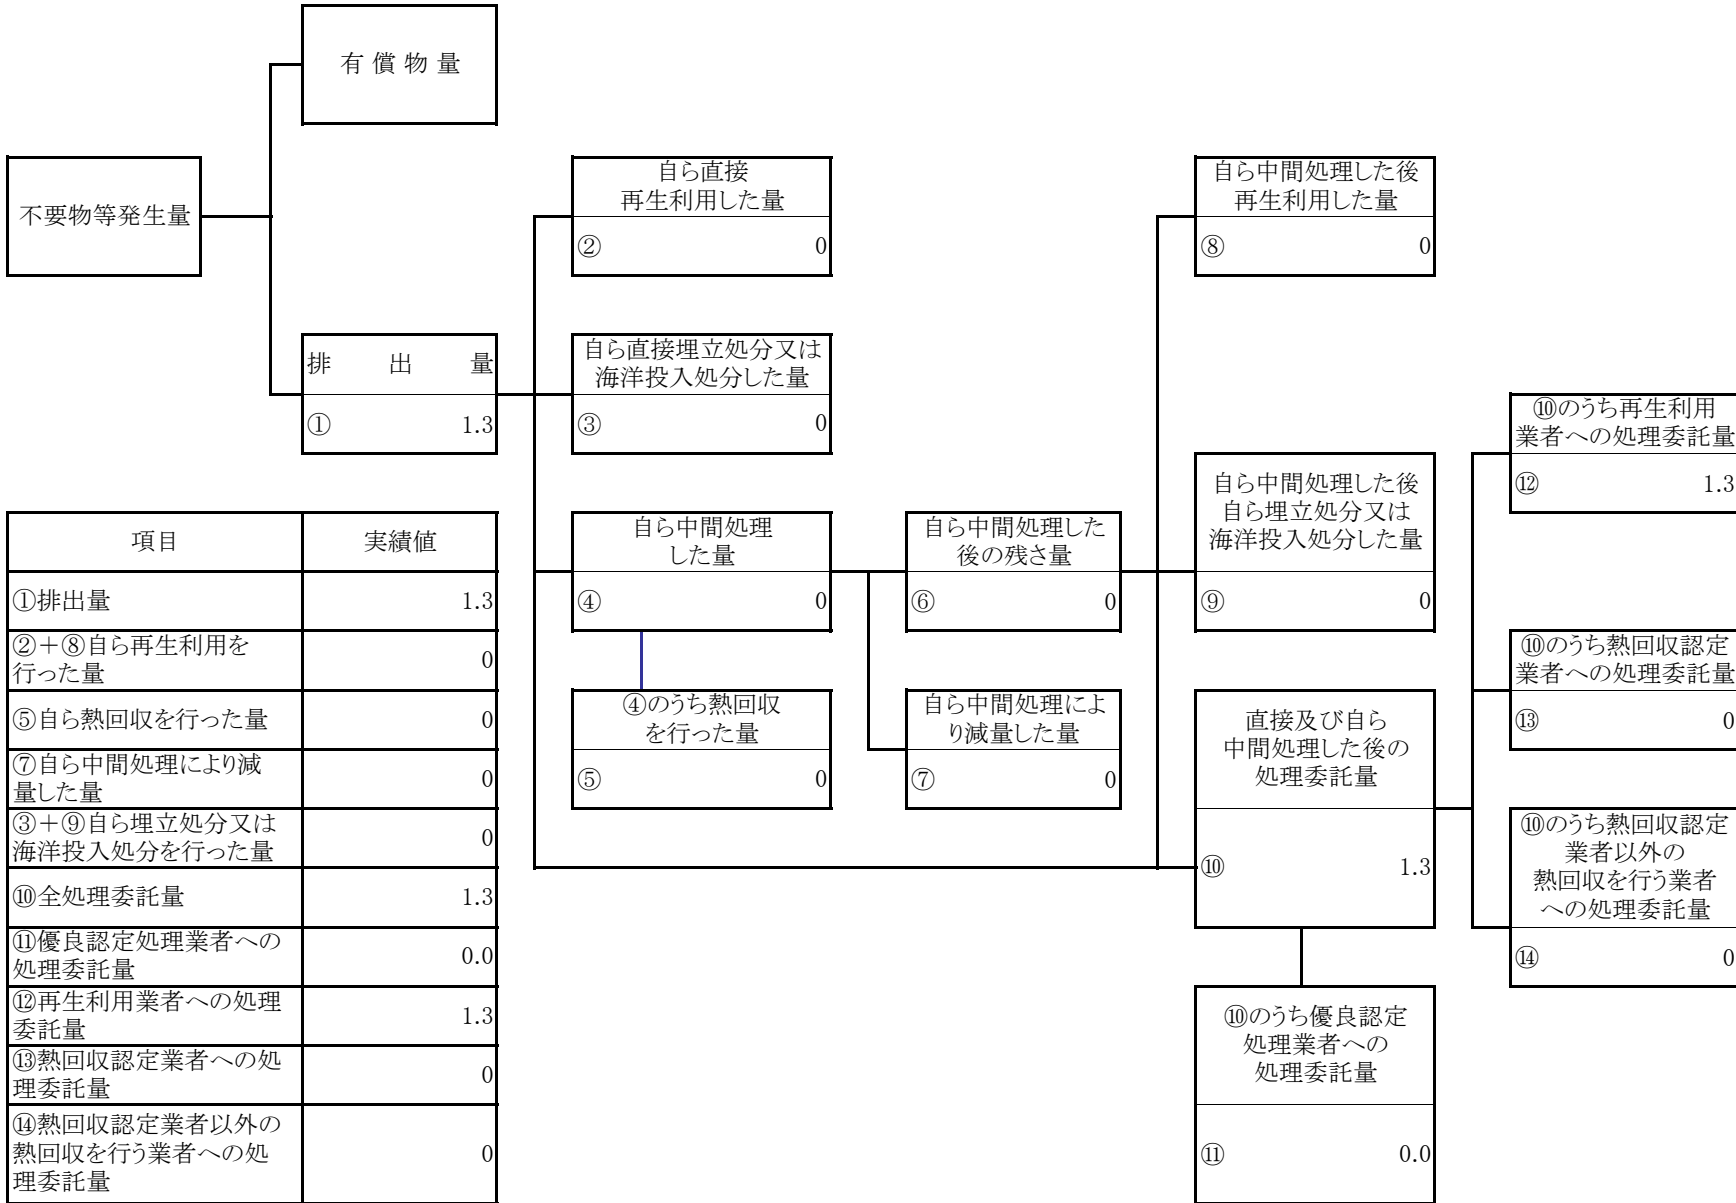 有償物量
不要物等発生量
自ら直接
再生利用した量
② 0
自ら中間処理した後
再生利用した量
⑧ 0
排出量
① 1.3
自ら直接埋立処分又は
海洋投入処分した量
③ 0
⑩のうち再生利用
業者への処理委託量
⑫ 1.3
自ら中間処理した後
自ら埋立処分又は
海洋投入処分した量
⑨ 0
自ら中間処理
した量
④ 0
自ら中間処理した
後の残さ量
⑥ 0
⑩のうち熱回収認定
業者への処理委託量
⑬ 0
④のうち熱回収
を行った量
⑤ 0
自ら中間処理によ
り減量した量
⑦ 0
直接及び自ら
中間処理した後の
処理委託量
⑩ 1.3
⑩のうち熱回収認定
業者以外の
熱回収を行う業者
への処理委託量
⑭ 0
⑩のうち優良認定
処理業者への
処理委託量
⑪ 0.0
項目 実績値
①排出量 1.3
②+⑧自ら再生利用を
行った量 0
⑤自ら熱回収を行った量 0
⑦自ら中間処理により減
量した量 0
③+⑨自ら埋立処分又は
海洋投入処分を行った量 0
⑩全処理委託量 1.3
⑪優良認定処理業者への
処理委託量 0.0
⑫再生利用業者への処理
委託量 1.3
⑬熱回収認定業者への処
理委託量 0
⑭熱回収認定業者以外の
熱回収を行う業者への処
理委託量 0